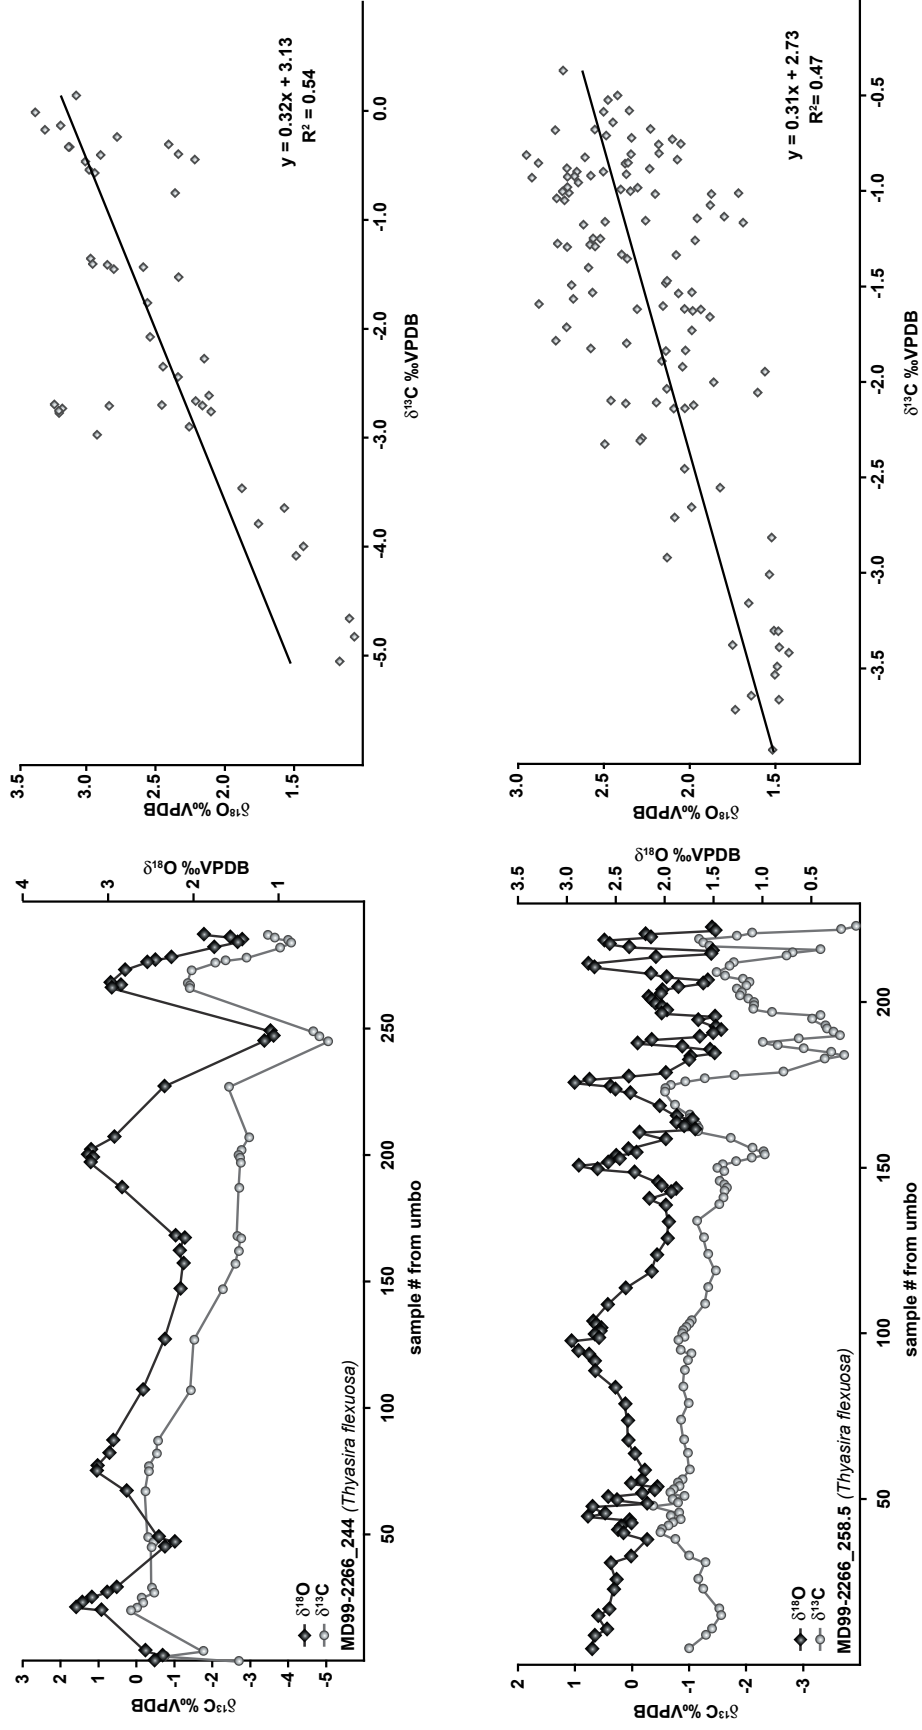 3
2
1
0
-1
-2
-3
-4
-5
δ¹³C ‰VPDB
4
3
2
1
δ¹⁸O ‰VPDB
50
100
150
200
250
sample # from umbo
δ¹⁸O
δ¹³C
MD99-2266_244 (Thyasira flexuosa)
3.5
3.0
2.5
2.0
1.5
δ¹⁸O ‰VPDB
-5.0
-4.0
-3.0
-2.0
-1.0
0.0
δ¹³C ‰VPDB
y = 0.32x + 3.13
R² = 0.54
2
1
0
-1
-2
-3
δ¹³C ‰VPDB
3.5
3.0
2.5
2.0
1.5
1.0
0.5
δ¹⁸O ‰VPDB
50
100
150
200
sample # from umbo
δ¹⁸O
δ¹³C
MD99-2266_258.5 (Thyasira flexuosa)
3.0
2.5
2.0
1.5
δ¹⁸O ‰VPDB
-3.5
-3.0
-2.5
-2.0
-1.5
-1.0
-0.5
δ¹³C ‰VPDB
y = 0.31x + 2.73
R²= 0.47